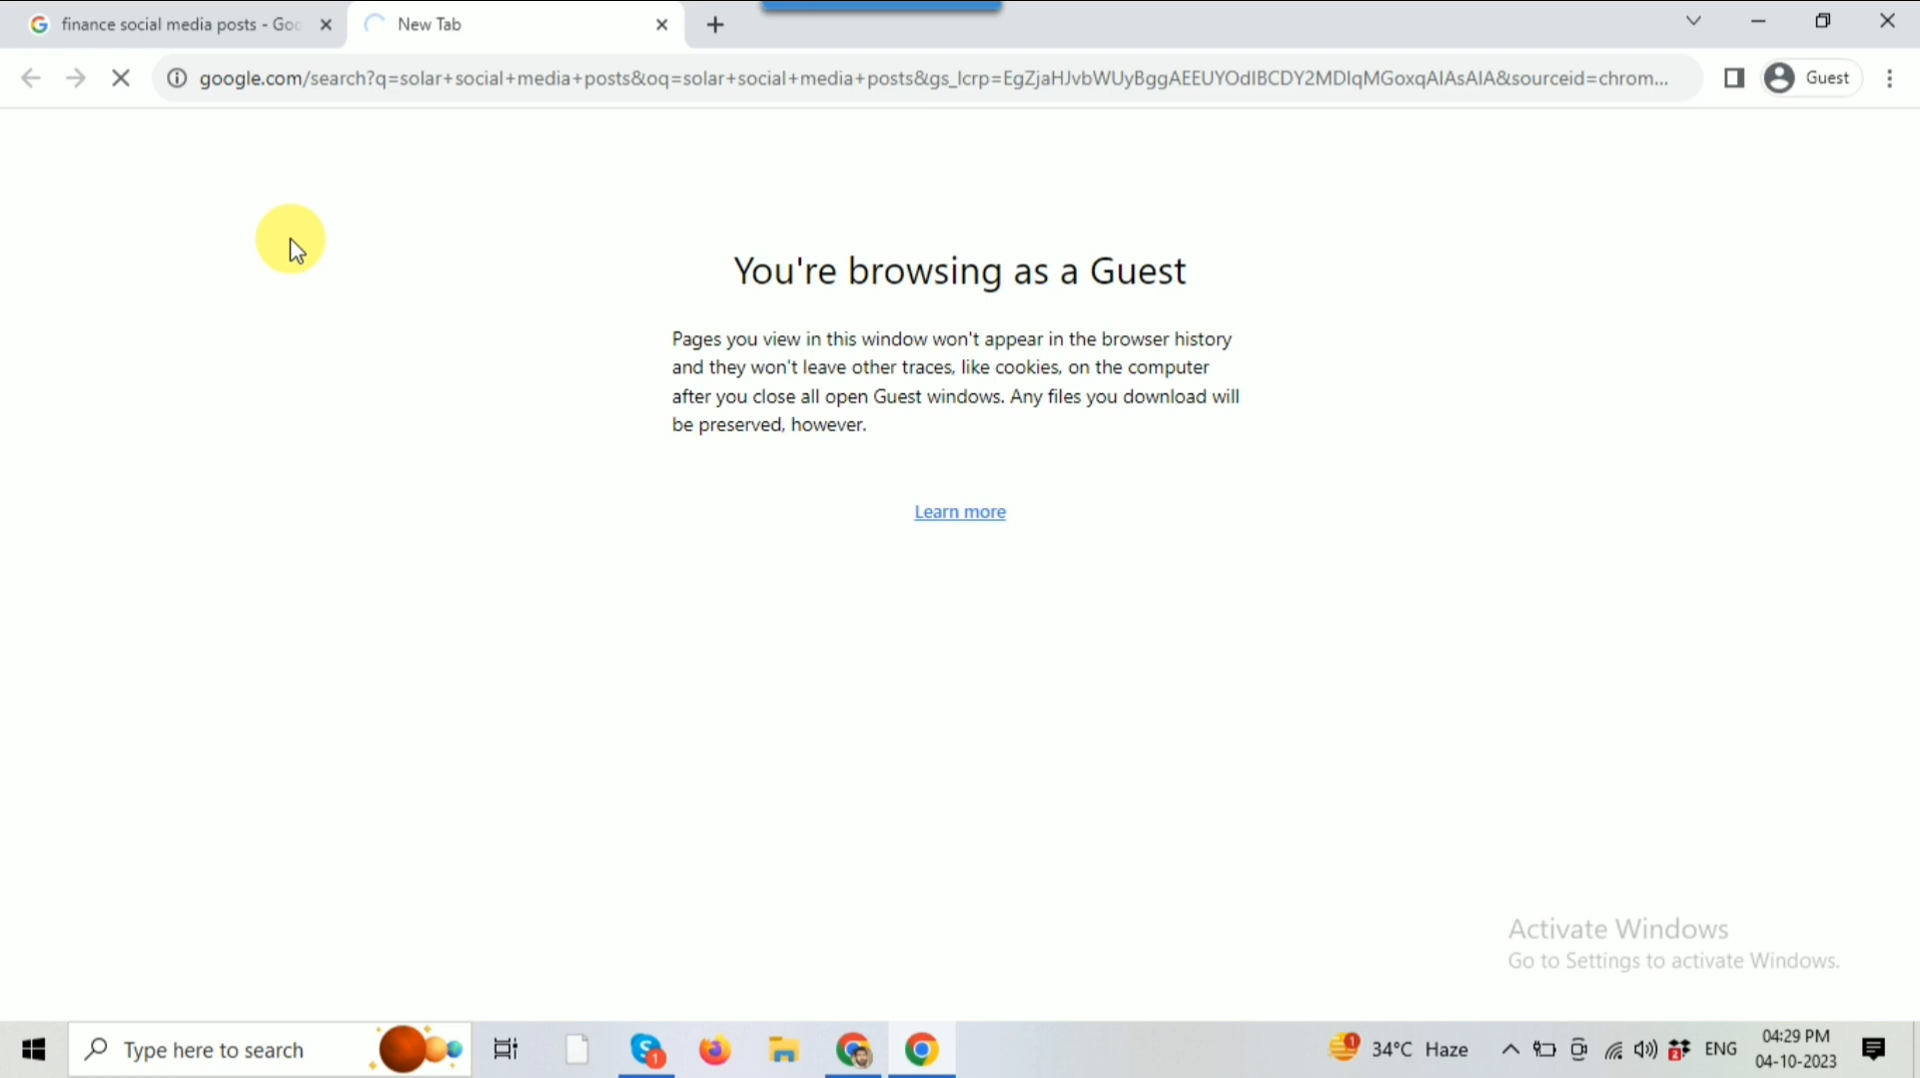 finance social media posts - Goo
New Tab
google.com/search?q=solar+social+media+posts&oq=solar+social+media+posts&gs_lcrp=EgZjaHJvbWUyBggAEEUYOdIBCDY2MDlqMGoxqAIAsAIA&sourceid=chrom...
Guest
You're browsing as a Guest
Pages you view in this window won't appear in the browser history
and they won't leave other traces, like cookies, on the computer
after you close all open Guest windows. Any files you download will
be preserved, however.
Learn more
Activate Windows
Go to Settings to activate Windows.
Type here to search
1
1
34°C Haze
2
ENG
04:29 PM
04-10-2023